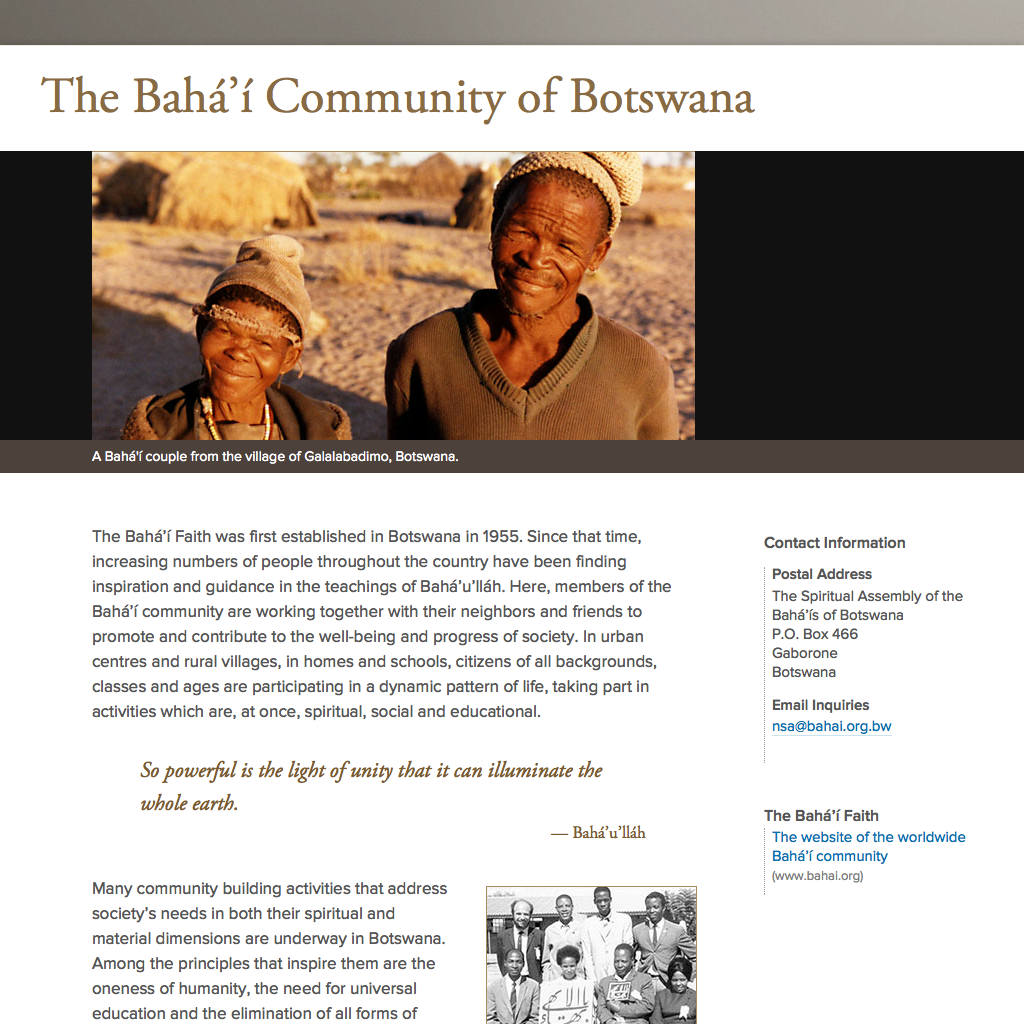 The Bahá’í Community of Botswana
A Bahá'í couple from the village of Galalabadimo, Botswana.
The Bahá’í Faith was first established in Botswana in 1955. Since that time,
increasing numbers of people throughout the country have been finding
inspiration and guidance in the teachings of Bahá’u’lláh. Here, members of the
Bahá’í community are working together with their neighbors and friends to
promote and contribute to the well-being and progress of society. In urban
centres and rural villages, in homes and schools, citizens of all backgrounds,
classes and ages are participating in a dynamic pattern of life, taking part in
activities which are, at once, spiritual, social and educational.
So powerful is the light of unity that it can illuminate the
whole earth.
— Bahá’u’lláh
Many community building activities that address
society’s needs in both their spiritual and
material dimensions are underway in Botswana.
Among the principles that inspire them are the
oneness of humanity, the need for universal
education and the elimination of all forms of
Contact Information
Postal Address
The Spiritual Assembly of the
Bahá’ís of Botswana
P.O. Box 466
Gaborone
Botswana
Email Inquiries
nsa@bahai.org.bw
The Bahá’í Faith
The website of the worldwide
Bahá’í community
(www.bahai.org)